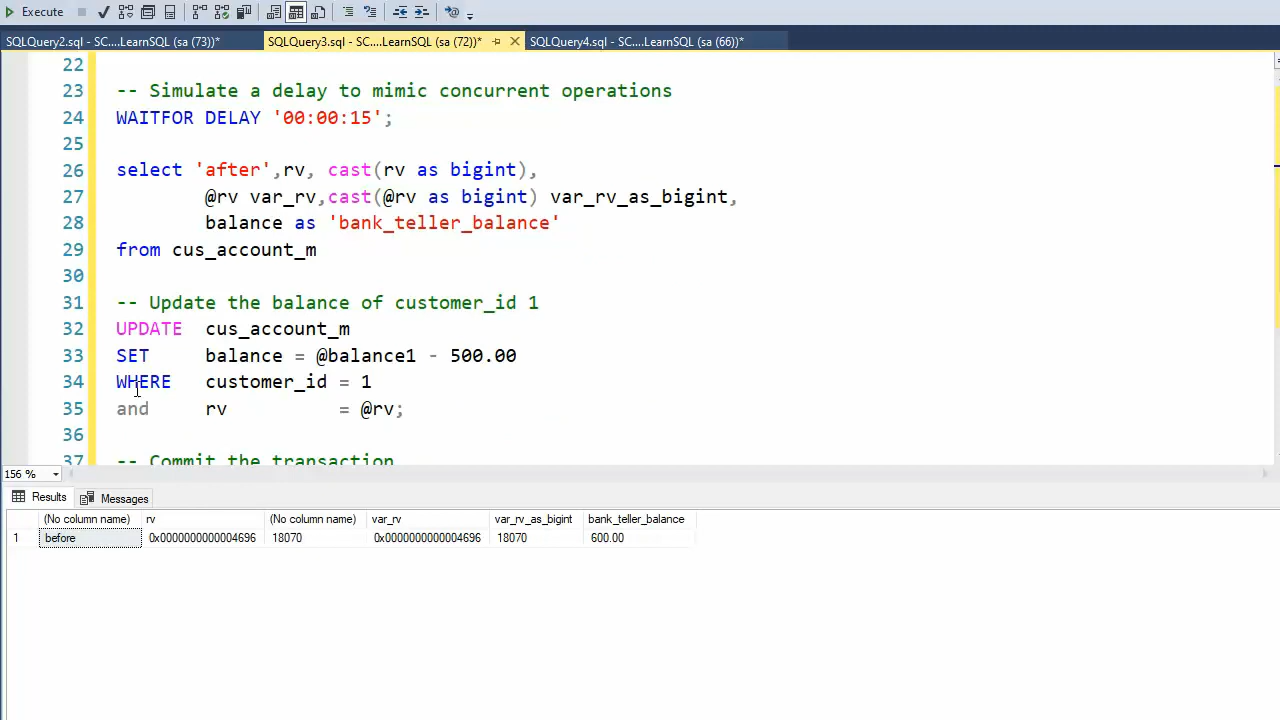 Execute
SQLQuery2.sql - SC....LearnSQL (sa (73))* SQLQuery3.sql - SC....LearnSQL (sa (72))* SQLQuery4.sql - SC....LearnSQL (sa (66))*
22
23 -- Simulate a delay to mimic concurrent operations
24 WAITFOR DELAY '00:00:15';
25
26 select 'after',rv, cast(rv as bigint),
27 @rv var_rv,cast(@rv as bigint) var_rv_as_bigint,
28 balance as 'bank_teller_balance'
29 from cus_account_m
30
31 -- Update the balance of customer_id 1
32 UPDATE cus_account_m
33 SET balance = @balance1 - 500.00
34 WHERE customer_id = 1
35 and rv = @rv;
36
37 -- Commit the transaction
156 %
Results Messages
(No column name) rv (No column name) var_rv var_rv_as_bigint bank_teller_balance
1 before 0x0000000000004696 18070 0x0000000000004696 18070 600.00